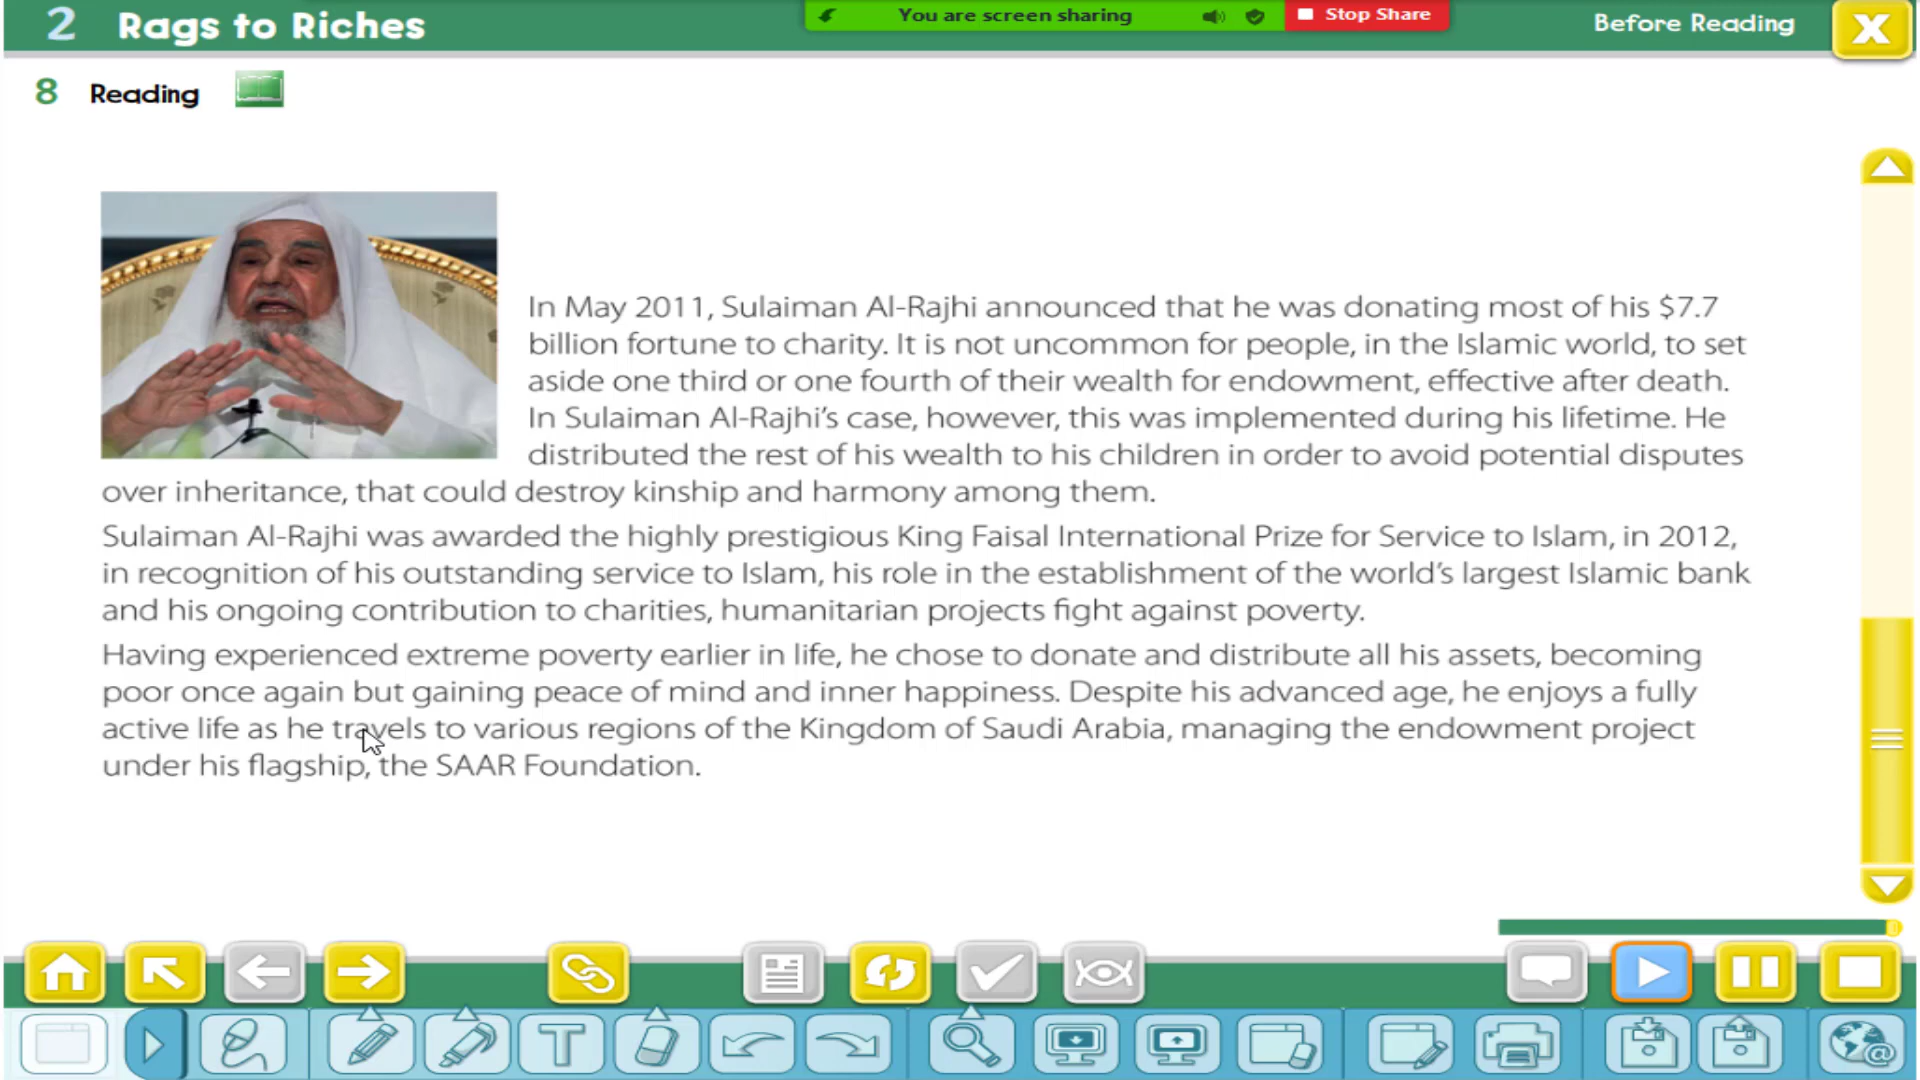 2 Rags to Riches
You are screen sharing
Stop Share
Before Reading
X
8 Reading
In May 2011, Sulaiman Al-Rajhi announced that he was donating most of his $7.7
billion fortune to charity. It is not uncommon for people, in the Islamic world, to set
aside one third or one fourth of their wealth for endowment, effective after death.
In Sulaiman Al-Rajhi's case, however, this was implemented during his lifetime. He
distributed the rest of his wealth to his children in order to avoid potential disputes
over inheritance, that could destroy kinship and harmony among them.
Sulaiman Al-Rajhi was awarded the highly prestigious King Faisal International Prize for Service to Islam, in 2012,
in recognition of his outstanding service to Islam, his role in the establishment of the world's largest Islamic bank
and his ongoing contribution to charities, humanitarian projects fight against poverty.
Having experienced extreme poverty earlier in life, he chose to donate and distribute all his assets, becoming
poor once again but gaining peace of mind and inner happiness. Despite his advanced age, he enjoys a fully
active life as he travels to various regions of the Kingdom of Saudi Arabia, managing the endowment project
under his flagship, the SAAR Foundation.
T
@